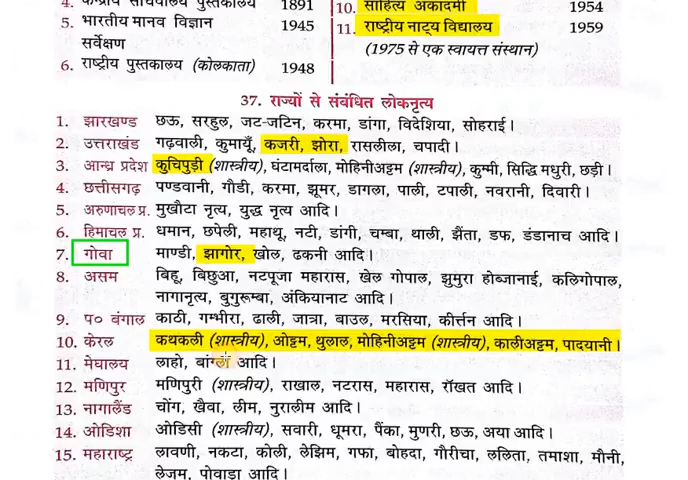 4. केन्द्रीय सचिवालय पुस्तकालय 1891
5. भारतीय मानव विज्ञान 1945
सर्वेक्षण
6. राष्ट्रीय पुस्तकालय (कोलकाता) 1948
10. साहित्य अकादमी 1954
11. राष्ट्रीय नाट्य विद्यालय 1959
(1975 से एक स्वायत्त संस्थान)
37. राज्यों से संबंधित लोकनृत्य
1. झारखण्ड छऊ, सरहुल, जट-जटिन, करमा, डांगा, विदेशिया, सोहराई।
2. उत्तराखंड गढ़वाली, कुमायूँ, कजरी, झोरा, रासलीला, चपादी।
3. आन्ध्र प्रदेश कुचिपुड़ी (शास्त्रीय), घंटामर्दाला, मोहिनीअट्टम (शास्त्रीय), कुम्मी, सिद्धि मधुरी, छड़ी।
4. छत्तीसगढ़ पण्डवानी, गौडी, करमा, झूमर, डागला, पाली, टपाली, नवरानी, दिवारी।
5. अरुणाचल प्र. मुखौटा नृत्य, युद्ध नृत्य आदि।
6. हिमाचल प्र. धमान, छपेली, महाथू, नटी, डांगी, चम्बा, थाली, झैंता, डफ, डंडानाच आदि।
7. गोवा माण्डी, झागोर, खोल, ढकनी आदि।
8. असम बिहू, बिछुआ, नटपूजा महारास, खेल गोपाल, झुमुरा होब्जानाई, कलिगोपाल,
नागानृत्य, बुगुरूम्बा, अंकियानाट आदि।
9. प० बंगाल काठी, गम्भीरा, ढाली, जात्रा, बाउल, मरसिया, कीर्त्तन आदि।
10. केरल कथकली (शास्त्रीय), ओट्टम, थुलाल, मोहिनीअट्टम (शास्त्रीय), कालीअट्टम, पादयानी।
11. मेघालय लाहो, बांग्ला आदि।
12. मणिपुर मणिपुरी (शास्त्रीय), राखाल, नटरास, महारास, रॉखत आदि।
13. नागालैंड चोंग, खैवा, लीम, नुरालीम आदि।
14. ओडिशा ओडिसी (शास्त्रीय), सवारी, धूमरा, पैंका, मुणरी, छऊ, अया आदि।
15. महाराष्ट्र लावणी, नकटा, कोली, लेझिम, गफा, बोहदा, गौरीचा, ललिता, तमाशा, मौनी,
लेजम, पोवाडा आदि।